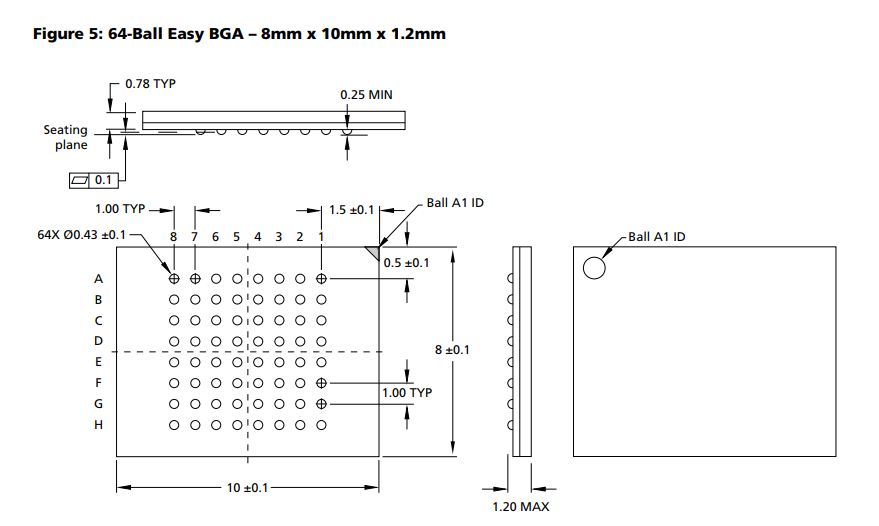 Figure 5: 64-Ball Easy BGA – 8mm x 10mm x 1.2mm
0.78 TYP
0.25 MIN
Seating
plane
0.1
1.00 TYP
1.5 ±0.1
Ball A1 ID
64X Ø0.43 ±0.1
8 7 6 5 4 3 2 1
Ball A1 ID
0.5 ±0.1
A
B
C
D
E
F
G
H
8 ±0.1
1.00 TYP
10 ±0.1
1.20 MAX